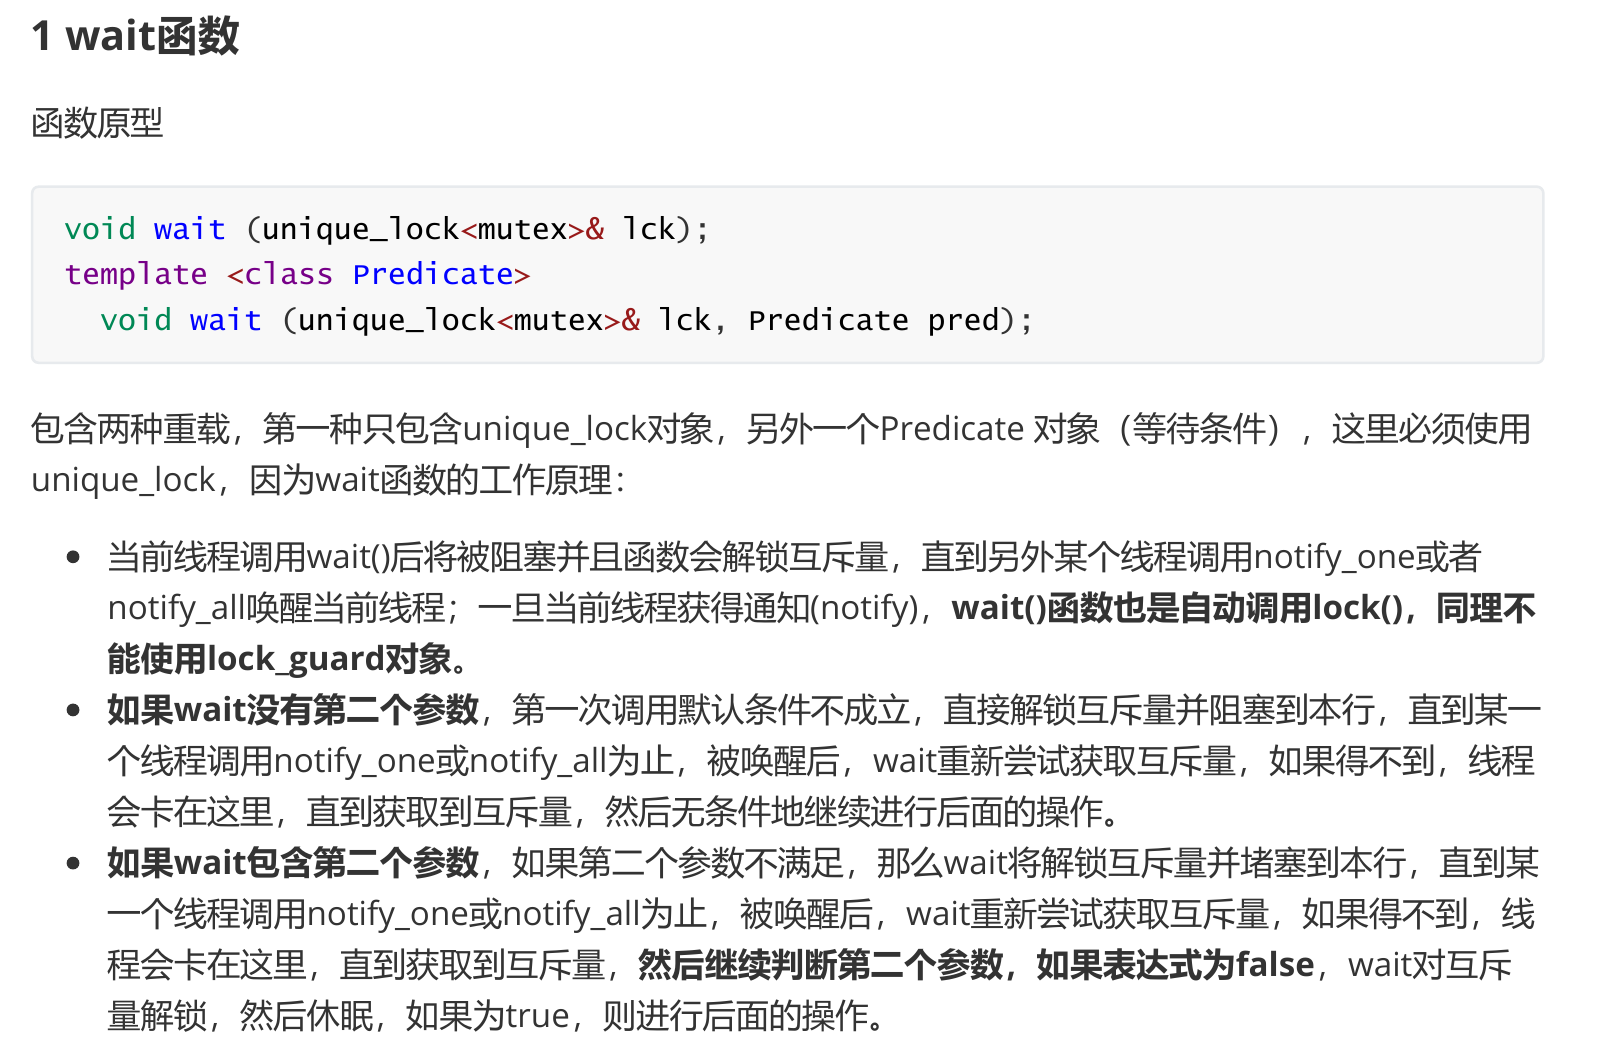 1 wait函数
函数原型
void wait (unique_lock<mutex>& lck);
template <class Predicate>
  void wait (unique_lock<mutex>& lck, Predicate pred);
包含两种重载，第一种只包含unique_lock对象，另外一个Predicate 对象（等待条件），这里必须使用
unique_lock，因为wait函数的工作原理：
• 当前线程调用wait()后将被阻塞并且函数会解锁互斥量，直到另外某个线程调用notify_one或者
notify_all唤醒当前线程；一旦当前线程获得通知(notify)，wait()函数也是自动调用lock()，同理不
能使用lock_guard对象。
• 如果wait没有第二个参数，第一次调用默认条件不成立，直接解锁互斥量并阻塞到本行，直到某一
个线程调用notify_one或notify_all为止，被唤醒后，wait重新尝试获取互斥量，如果得不到，线程
会卡在这里，直到获取到互斥量，然后无条件地继续进行后面的操作。
• 如果wait包含第二个参数，如果第二个参数不满足，那么wait将解锁互斥量并堵塞到本行，直到某
一个线程调用notify_one或notify_all为止，被唤醒后，wait重新尝试获取互斥量，如果得不到，线
程会卡在这里，直到获取到互斥量，然后继续判断第二个参数，如果表达式为false，wait对互斥
量解锁，然后休眠，如果为true，则进行后面的操作。